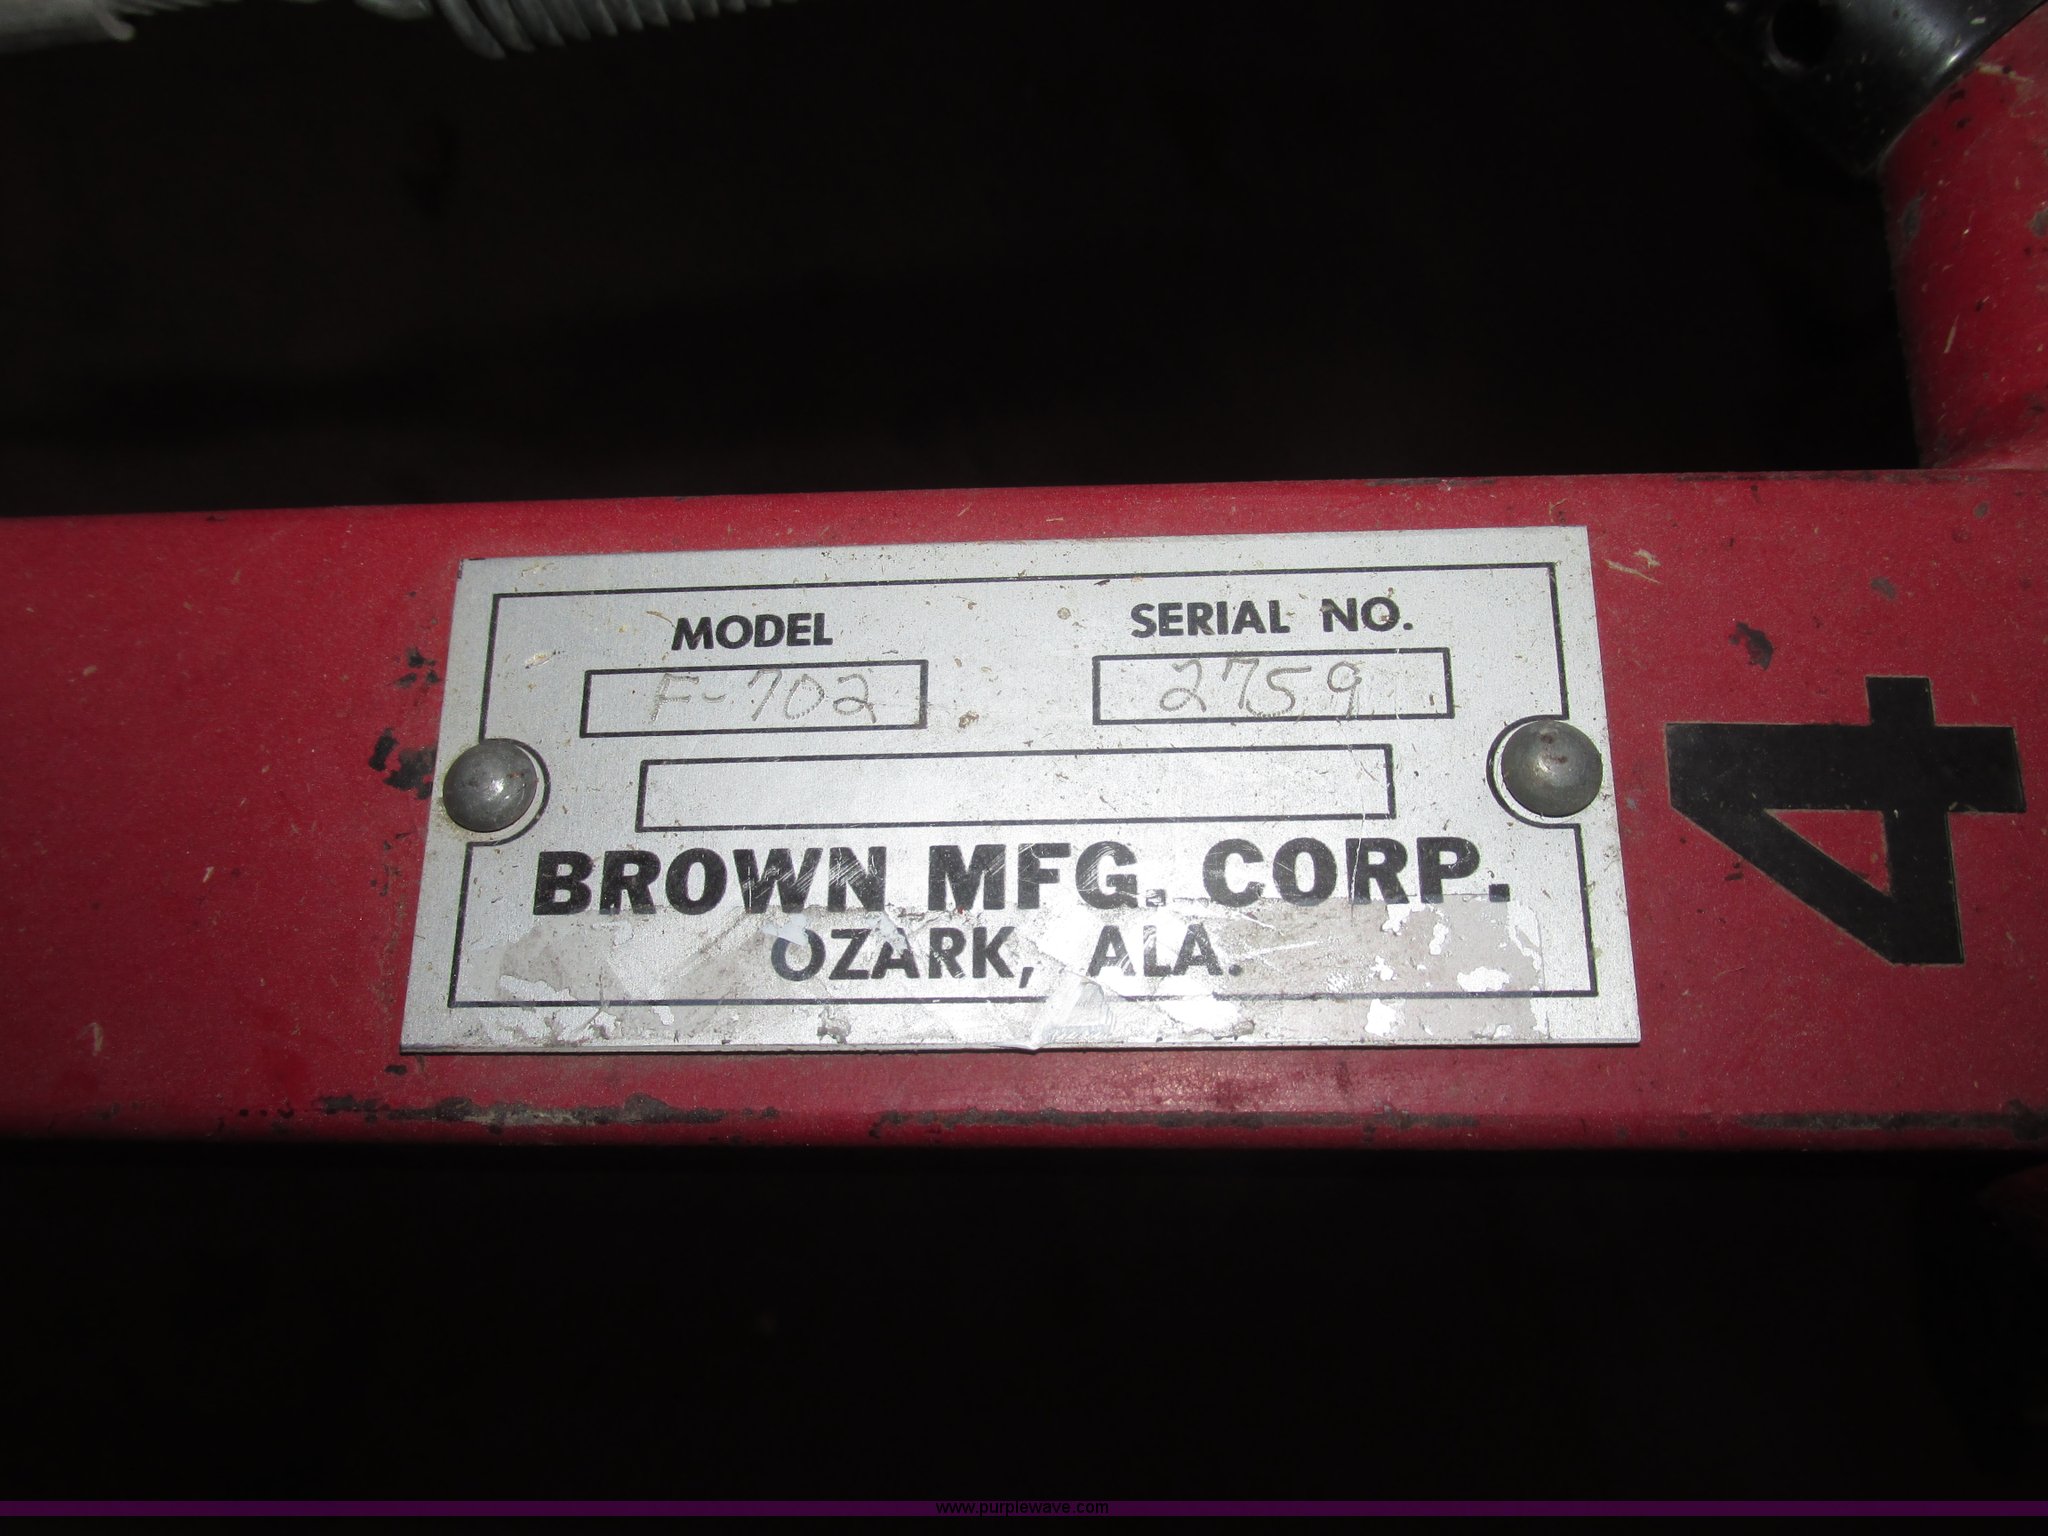 MODEL SERIAL NO.
F-702 2759
BROWN MFG. CORP.
OZARK, ALA.
4
www.purplewave.com